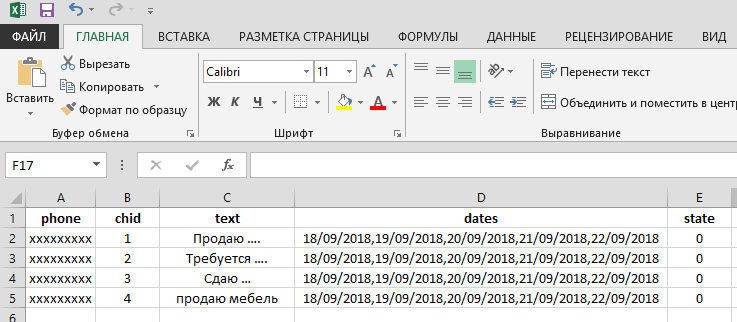 ФАЙЛ ГЛАВНАЯ ВСТАВКА РАЗМЕТКА СТРАНИЦЫ ФОРМУЛЫ ДАННЫЕ РЕЦЕНЗИРОВАНИЕ ВИД
Вырезать
Копировать
Формат по образцу
Вставить
Буфер обмена
Calibri 11
Ж К Ч
Шрифт
Перенести текст
Объединить и поместить в центр
Выравнивание
F17
A B C D E
1 phone chid text dates state
2 xxxxxxxxx 1 Продаю .... 18/09/2018,19/09/2018,20/09/2018,21/09/2018,22/09/2018 0
3 xxxxxxxxx 2 Требуется .... 18/09/2018,19/09/2018,20/09/2018,21/09/2018,22/09/2018 0
4 xxxxxxxxx 3 Сдаю ... 18/09/2018,19/09/2018,20/09/2018,21/09/2018,22/09/2018 0
5 xxxxxxxxx 4 продаю мебель 18/09/2018,19/09/2018,20/09/2018,21/09/2018,22/09/2018 0
6